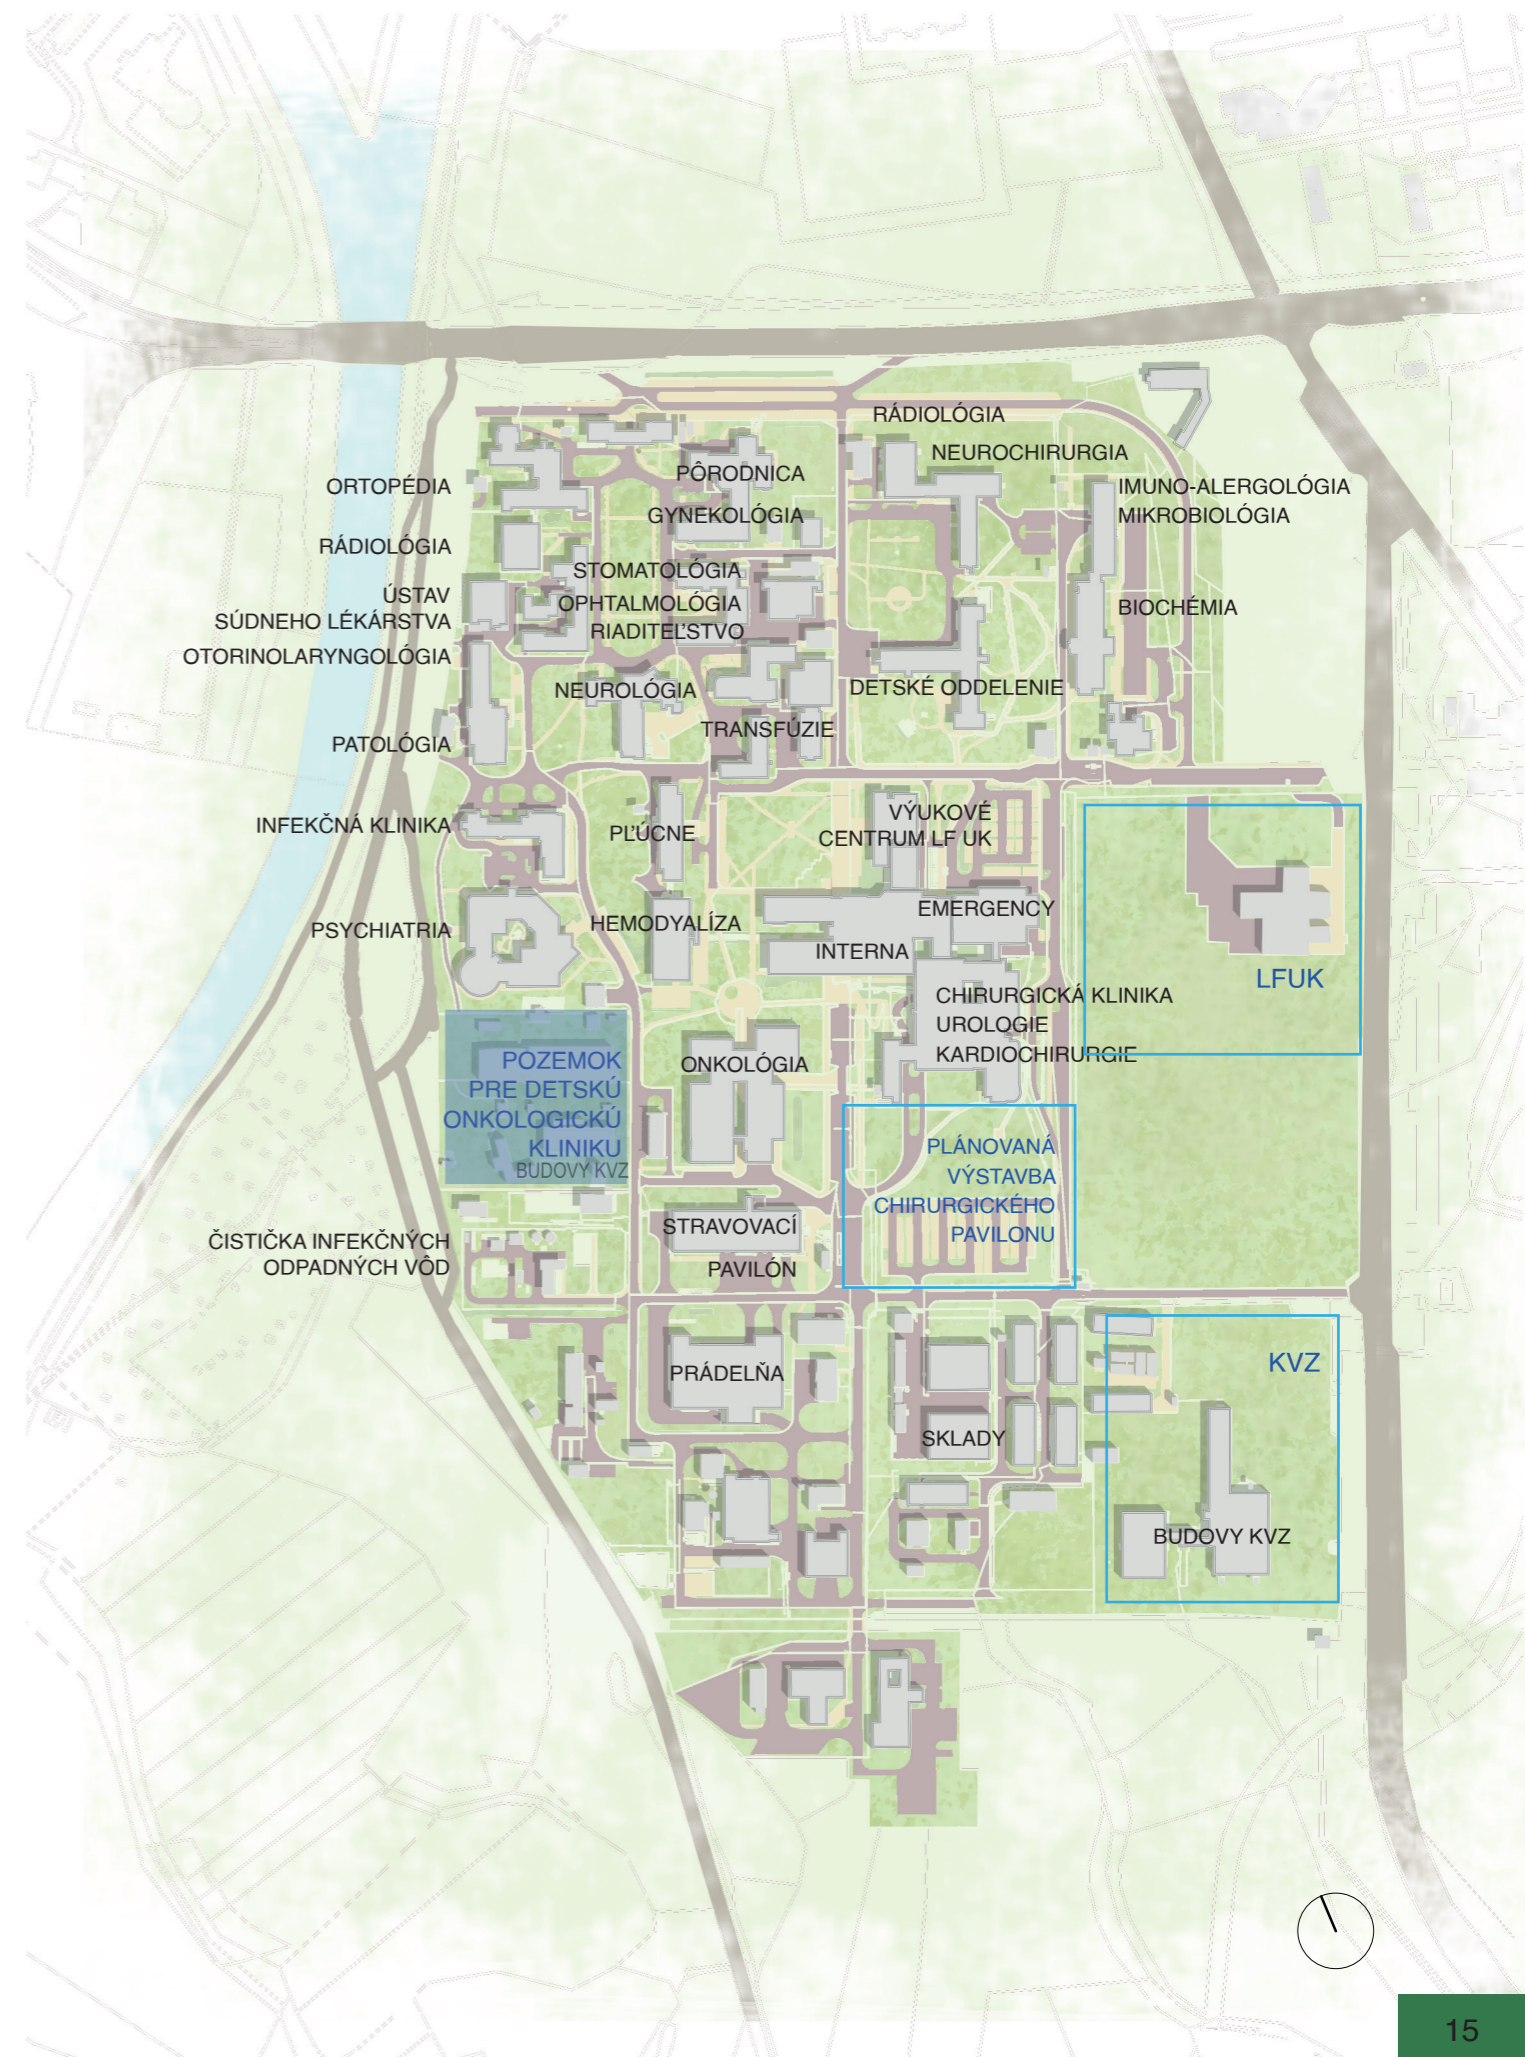 RÁDIOLÓGIA
NEUROCHIRURGIA
PÔRODNICA
ORTOPÉDIA
IMUNO-ALERGOLÓGIA
GYNEKOLÓGIA
MIKROBIOLÓGIA
RÁDIOLÓGIA
STOMATOLÓGIA
ÚSTAV
SÚDNEHO LÉKÁRSTVA
OPHTALMOLÓGIA
BIOCHÉMIA
RIADITEĽSTVO
OTORINOLARYNGOLÓGIA
NEUROLÓGIA
DETSKÉ ODDELENIE
TRANSFÚZIE
PATOLÓGIA
INFEKČNÁ KLINIKA
PĽÚCNE
VÝUKOVÉ
CENTRUM LF UK
EMERGENCY
PSYCHIATRIA
HEMODYALÍZA
INTERNA
LFUK
CHIRURGICKÁ KLINIKA
UROLOGIE
KARDIOCHIRURGIE
POZEMOK
PRE DETSKÚ
ONKOLOGICKÚ
KLINIKU
BUDOVY KVZ
ONKOLÓGIA
PLÁNOVANÁ
VÝSTAVBA
CHIRURGICKÉHO
PAVILONU
STRAVOVACÍ
PAVILÓN
ČISTIČKA INFEKČNÝCH
ODPADNÝCH VÔD
KVZ
PRÁDELŇA
SKLADY
BUDOVY KVZ
15